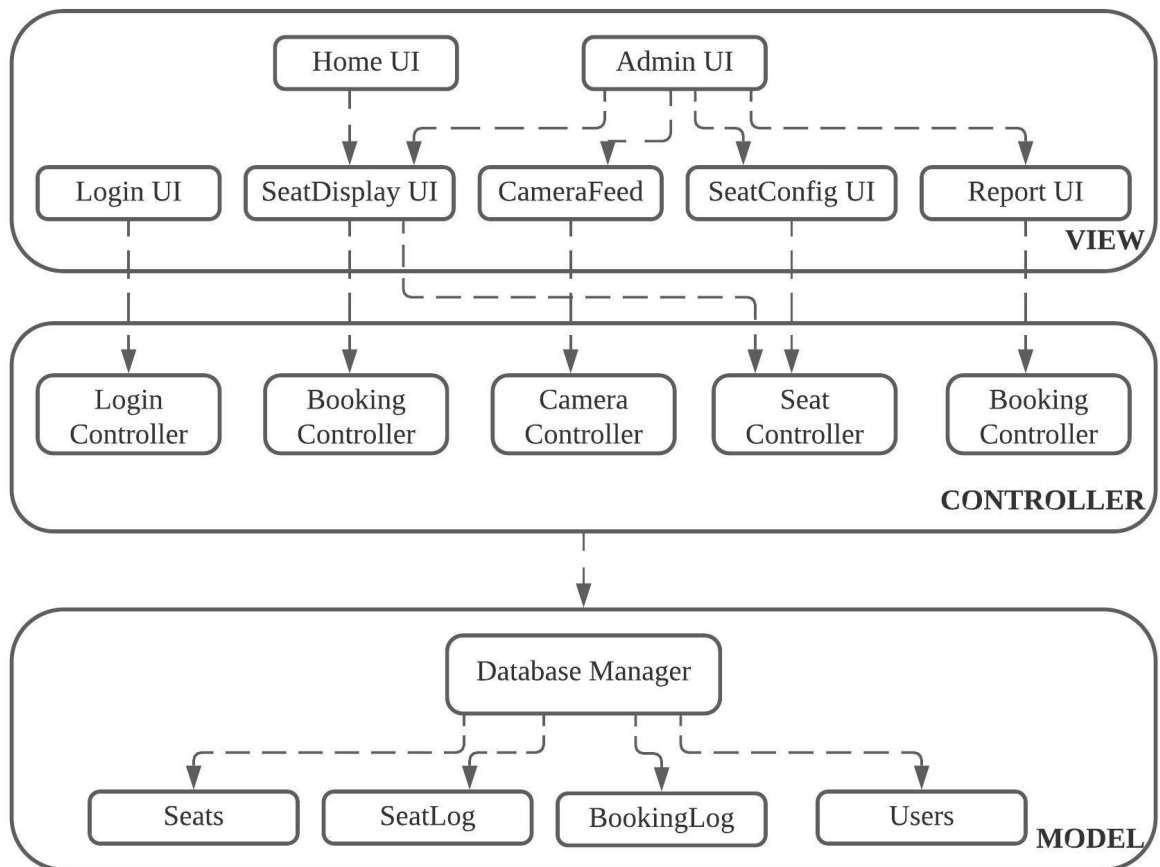 Home UI
Admin UI
Login UI
SeatDisplay UI
CameraFeed
SeatConfig UI
Report UI
VIEW
Login
Controller
Booking
Controller
Camera
Controller
Seat
Controller
Booking
Controller
CONTROLLER
Database Manager
Seats
SeatLog
BookingLog
Users
MODEL